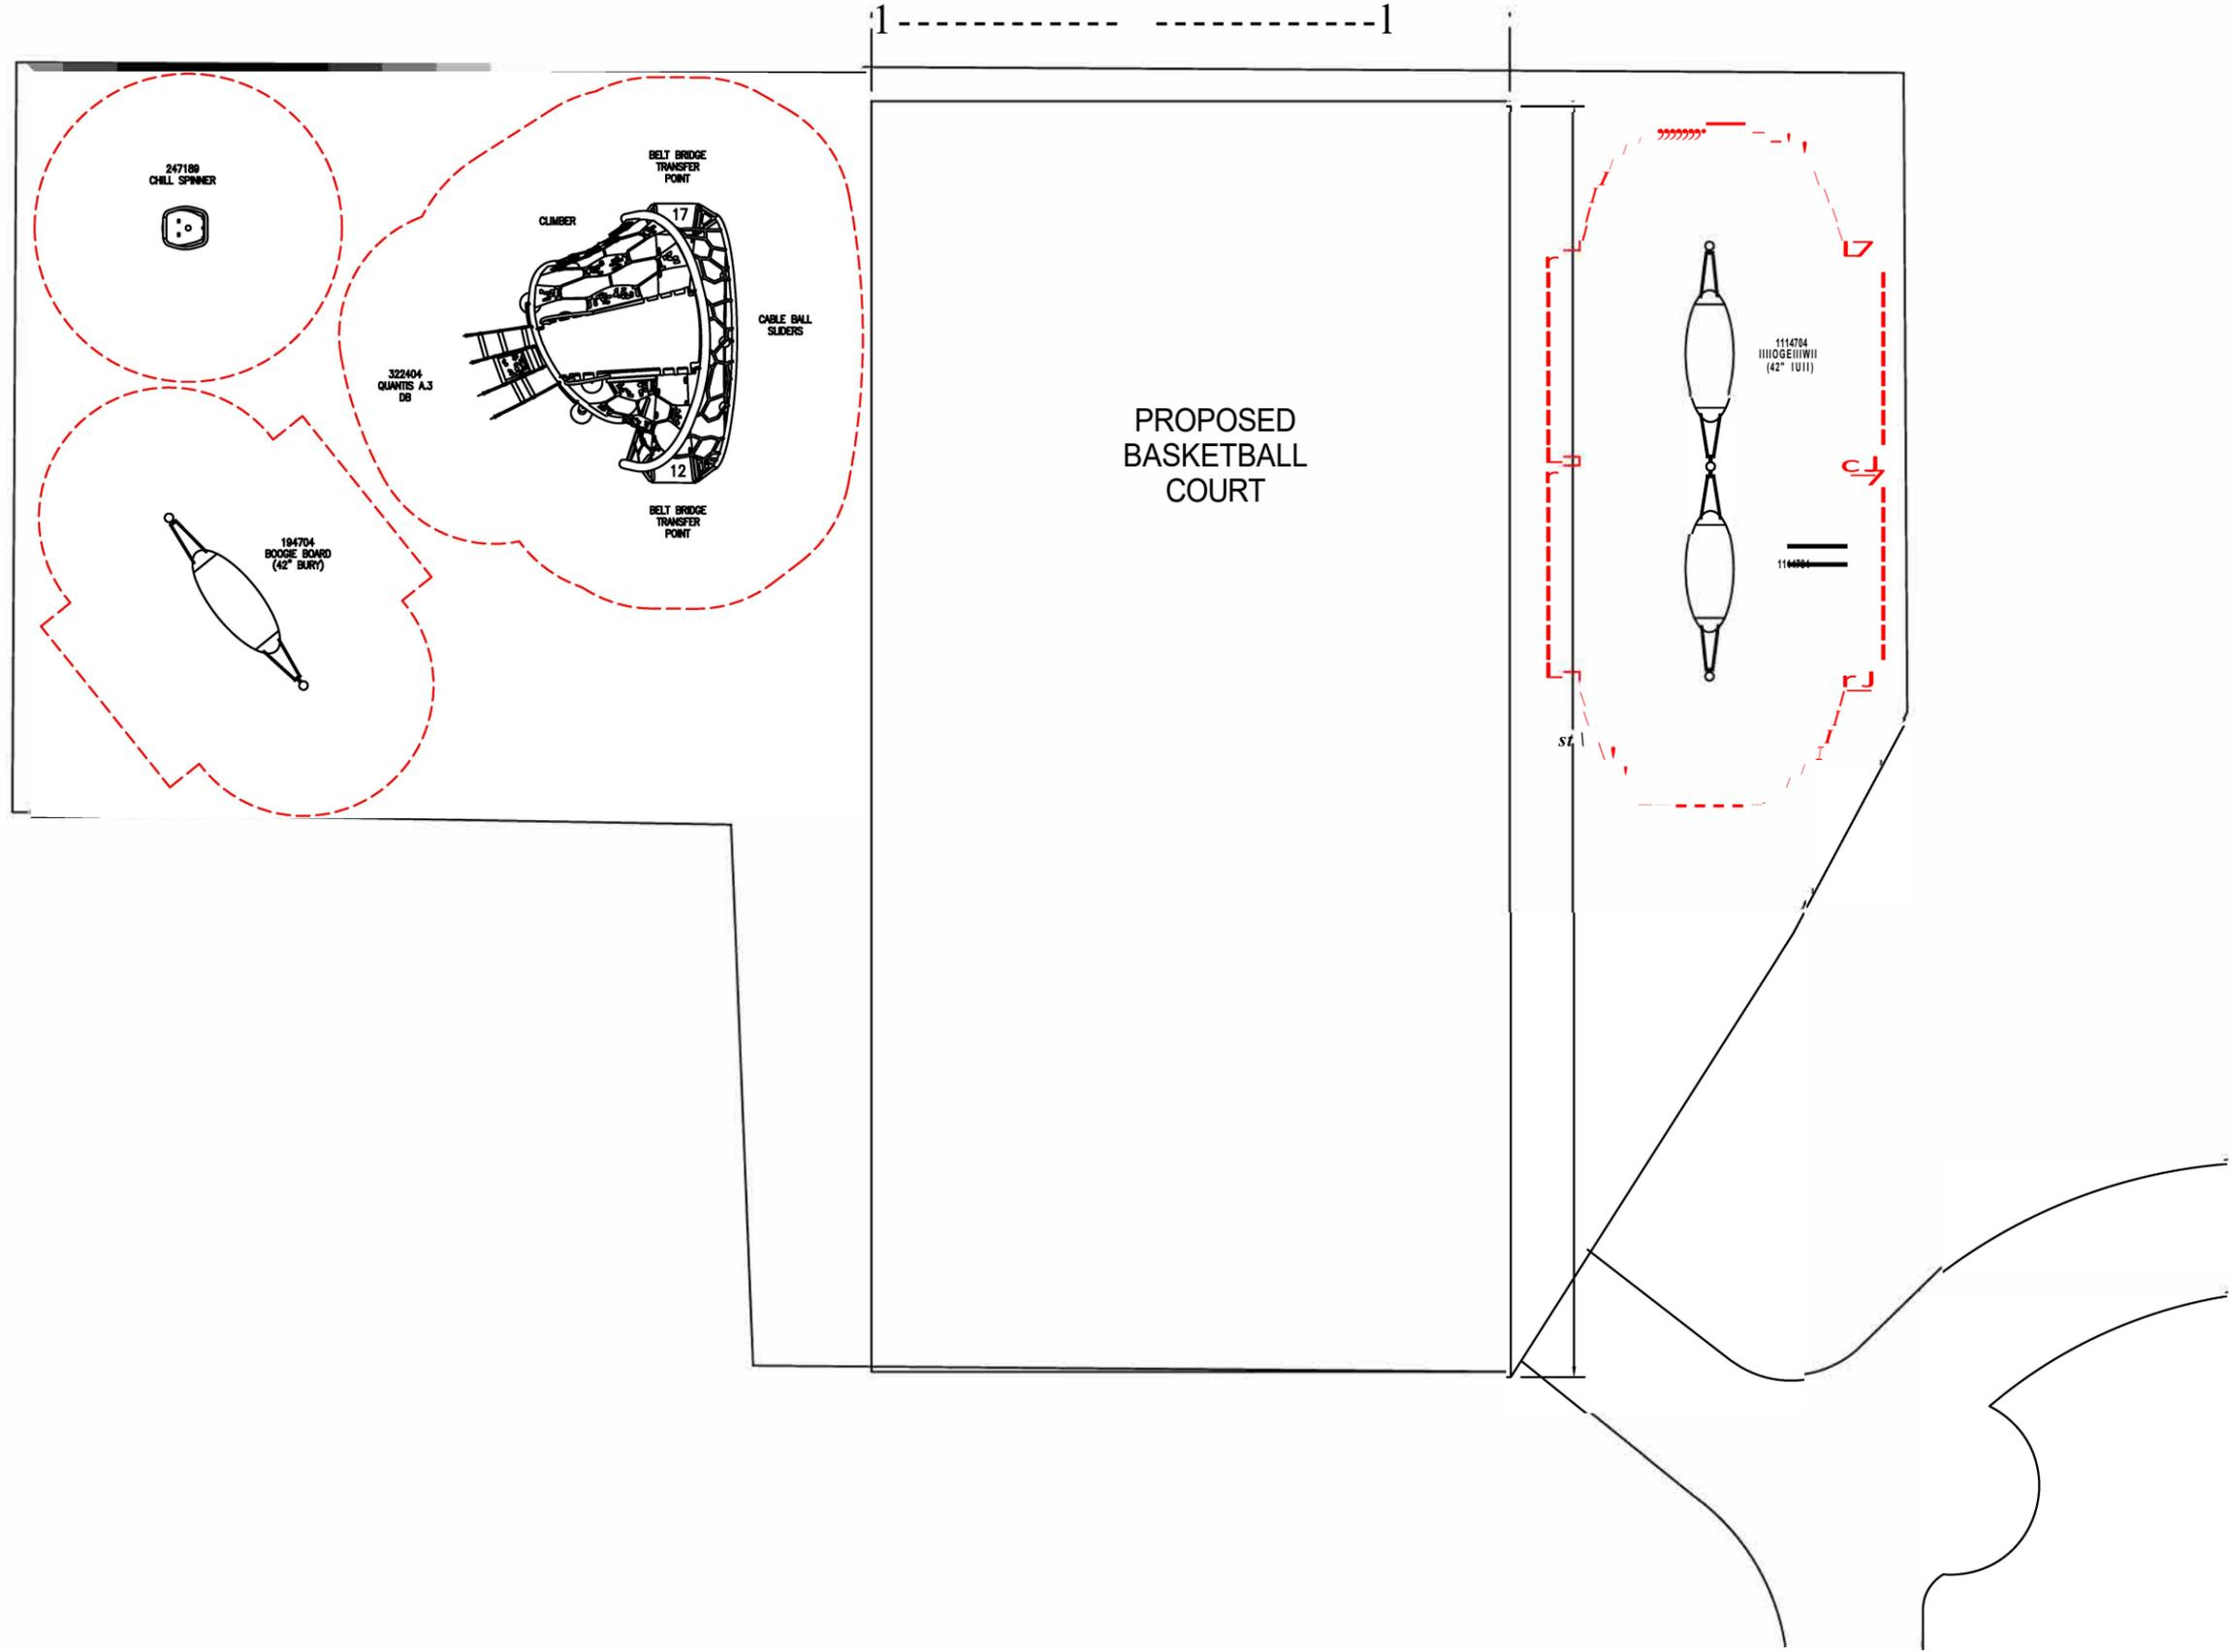 247189
CHILL SPINNER
BELT BRIDGE
TRANSFER
POINT
CLIMBER
17
CABLE BALL
SLIDERS
322404
QUANTIS A.3
DB
12
BELT BRIDGE
TRANSFER
POINT
194704
BOOGIE BOARD
(42" BURY)
PROPOSED
BASKETBALL
COURT
1114704